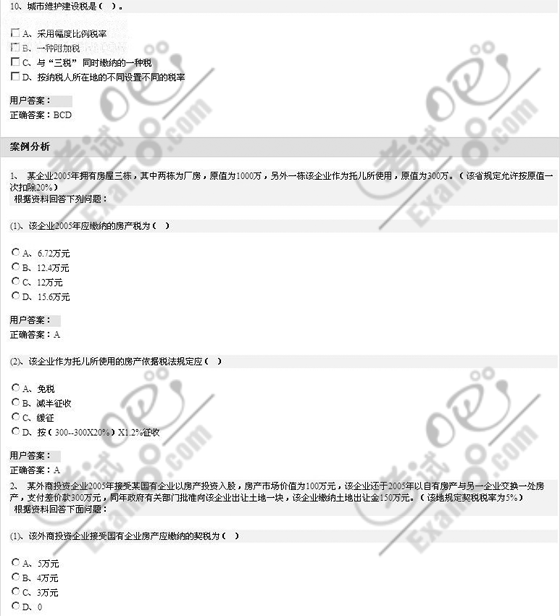 10、城市维护建设税是（ ）。
A、采用幅度比例税率
B、一种附加税
C、与“三税” 同时缴纳的一种税
D、按纳税人所在地的不同设置不同的税率
用户答案：
正确答案：BCD
案例分析
1、 某企业2005年拥有房屋三栋，其中两栋为厂房，原值为1000万，另外一栋该企业作为托儿所使用，原值为300万。（该省规定允许按原值一
次扣除20%）
根据资料回答下列问题：
(1)、该企业2005年应缴纳的房产税为（ ）
A、6.72万元
B、12.4万元
C、12万元
D、15.6万元
用户答案：
正确答案：A
(2)、该企业作为托儿所使用的房产依据税法规定应（ ）
A、免税
B、减半征收
C、缓征
D、按（300--300X20%）X1.2%征收
用户答案：
正确答案：A
2、 某外商投资企业2005年接受某国有企业以房产投资入股，房产市场价值为100万元，该企业还于2005年以自有房产与另一企业交换一处房
产，支付差价款300万元，同年政府有关部门批准向该企业出让土地一块，该企业缴纳土地出让金150万元。（该地规定契税税率为5%）
根据资料回答下面问题：
(1)、该外商投资企业接受国有企业房产应缴纳的契税为（ ）
A、5万元
B、4万元
C、3万元
D、0
考试
Exam8.com
考试
Exam8.com
考试
Exam8.com
考试
Exam8.com